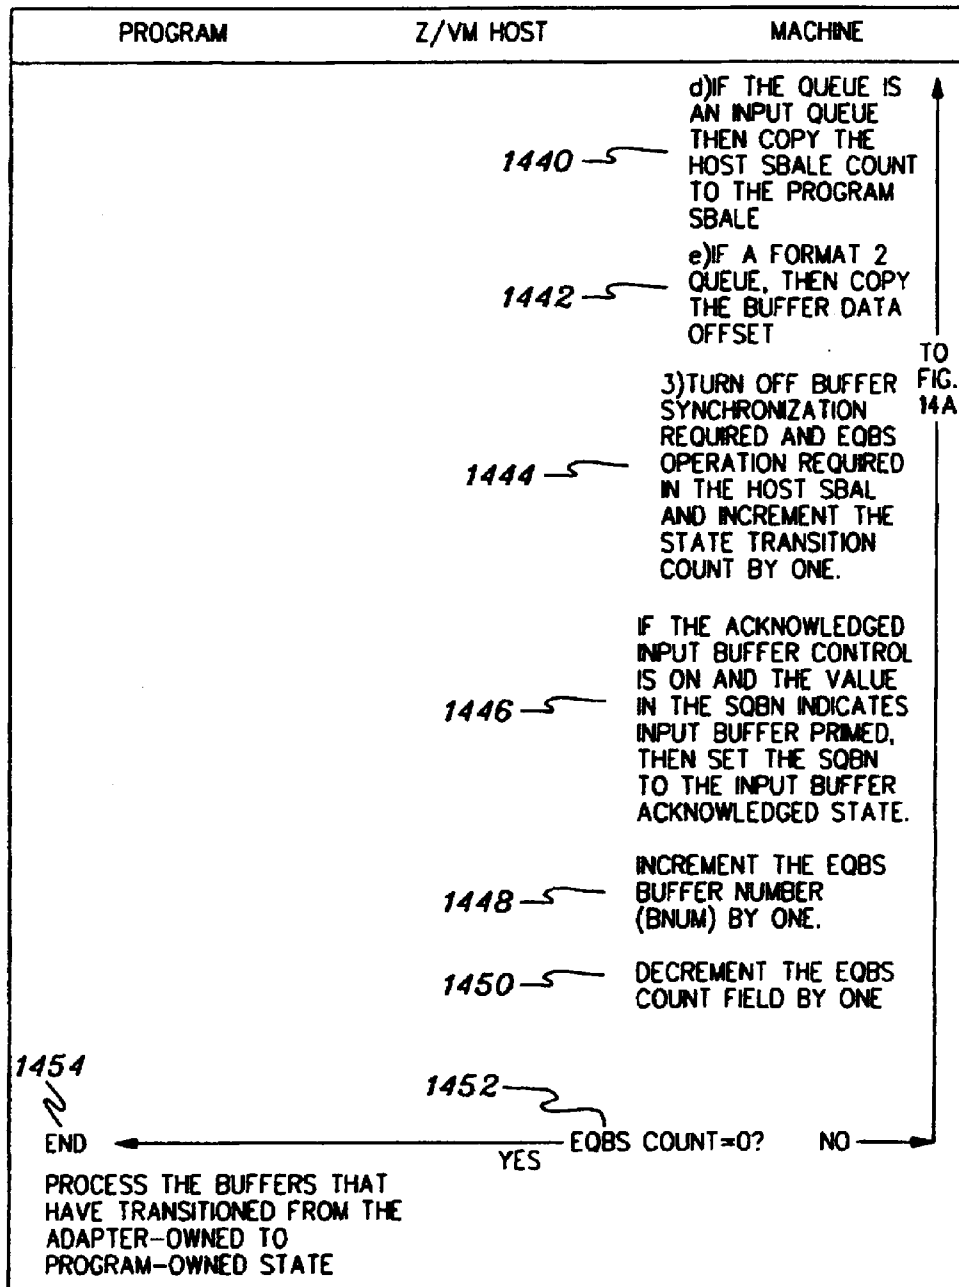 PROGRAM Z/VM HOST MACHINE
d)IF THE QUEUE IS
AN INPUT QUEUE
THEN COPY THE
1440 HOST SBALE COUNT
TO THE PROGRAM
SBALE
e)IF A FORMAT 2
1442 QUEUE, THEN COPY
THE BUFFER DATA
OFFSET
TO
FIG.
14A
3)TURN OFF BUFFER
SYNCHRONIZATION
REQUIRED AND EQBS
1444 OPERATION REQUIRED
IN THE HOST SBAL
AND INCREMENT THE
STATE TRANSITION
COUNT BY ONE.
IF THE ACKNOWLEDGED
INPUT BUFFER CONTROL
IS ON AND THE VALUE
1446 IN THE SQBN INDICATES
INPUT BUFFER PRIMED,
THEN SET THE SQBN
TO THE INPUT BUFFER
ACKNOWLEDGED STATE.
INCREMENT THE EQBS
1448 BUFFER NUMBER
(BNUM) BY ONE.
1450 DECREMENT THE EQBS
COUNT FIELD BY ONE
1454 1452
END YES EQBS COUNT=0? NO
PROCESS THE BUFFERS THAT
HAVE TRANSITIONED FROM THE
ADAPTER-OWNED TO
PROGRAM-OWNED STATE